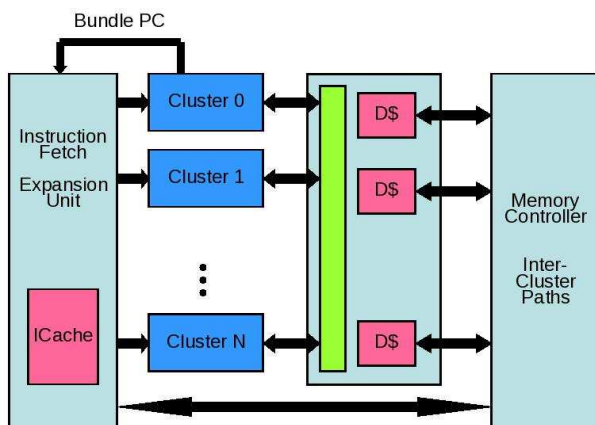 Bundle PC
Instruction
Fetch
Expansion
Unit
ICache
Cluster 0
Cluster 1
Cluster N
D$
D$
D$
Memory
Controller
Inter-
Cluster
Paths